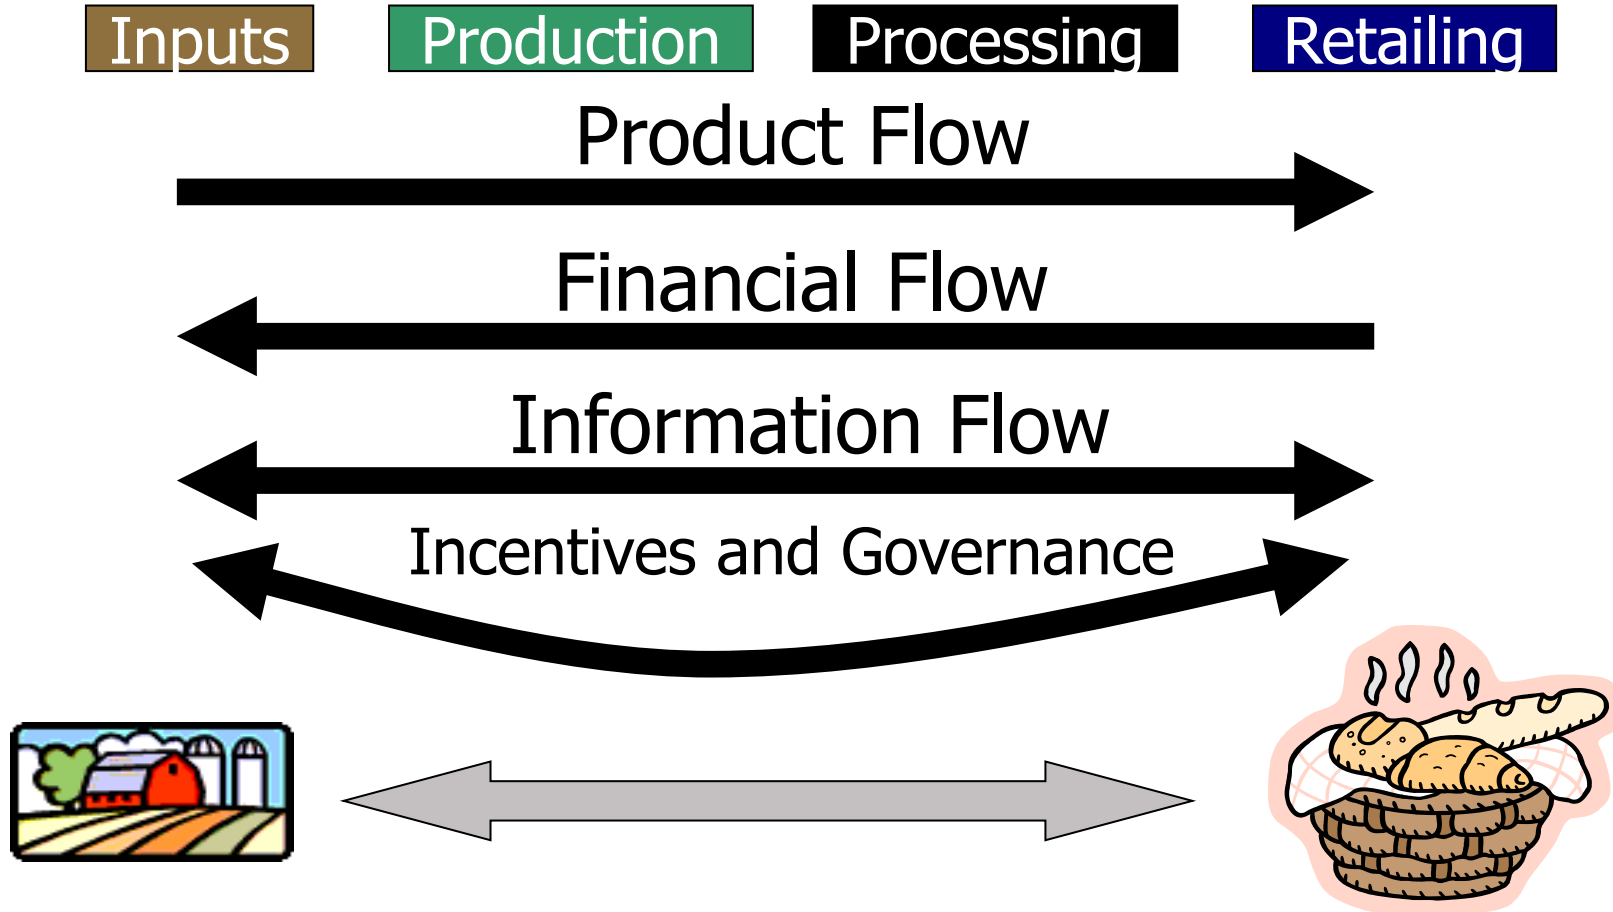 Inputs Production Processing Retailing
Product Flow
Financial Flow
Information Flow
Incentives and Governance